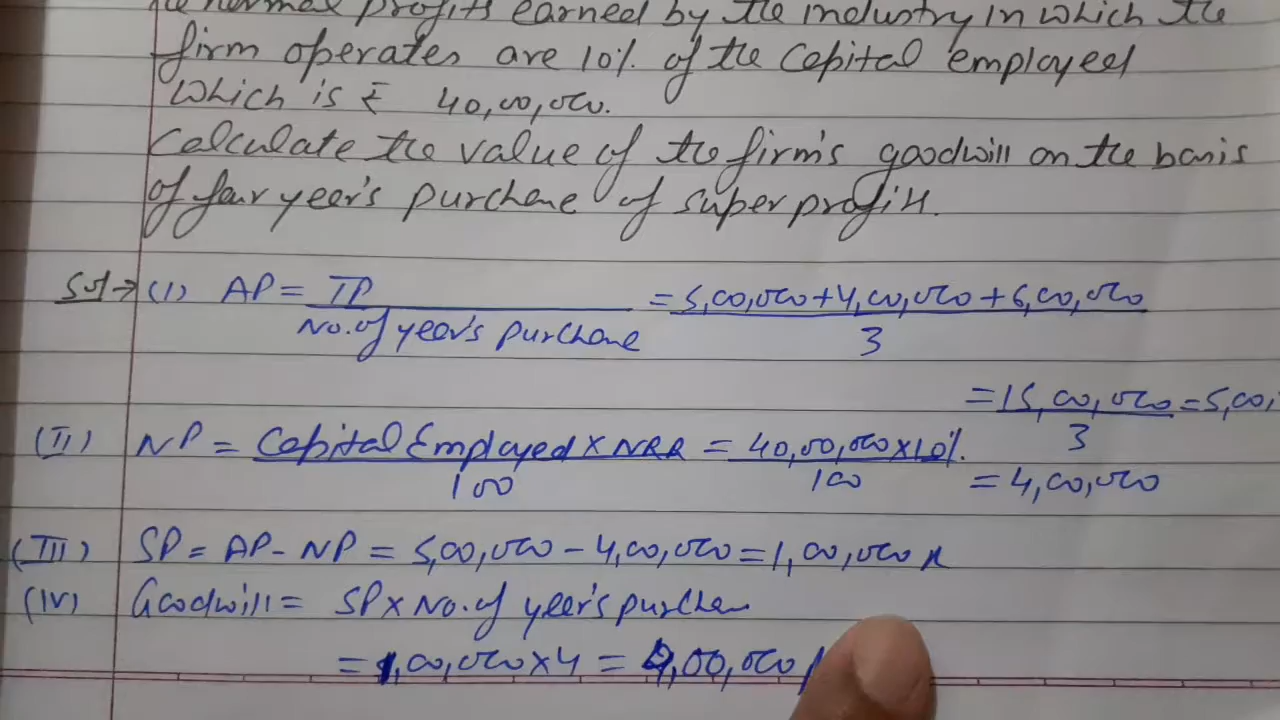 the normal profits earned by the industry in which the
firm operates are 10% of the capital employed
which is ₹ 40,00,000.
Calculate the value of the firm's goodwill on the basis
of four year's purchase of super profit.
Sol → (I) AP = TP / No. of year's purchase = 5,00,000 + 4,00,000 + 6,00,000 / 3
= 15,00,000 / 3 = 5,00,
(II) NP = Capital Employed × NRR / 100 = 40,00,000 × 10% / 100 = 4,00,000
(III) SP = AP - NP = 5,00,000 - 4,00,000 = 1,00,000
(IV) Goodwill = SP × No. of year's purchase
= 1,00,000 × 4 = 4,00,000